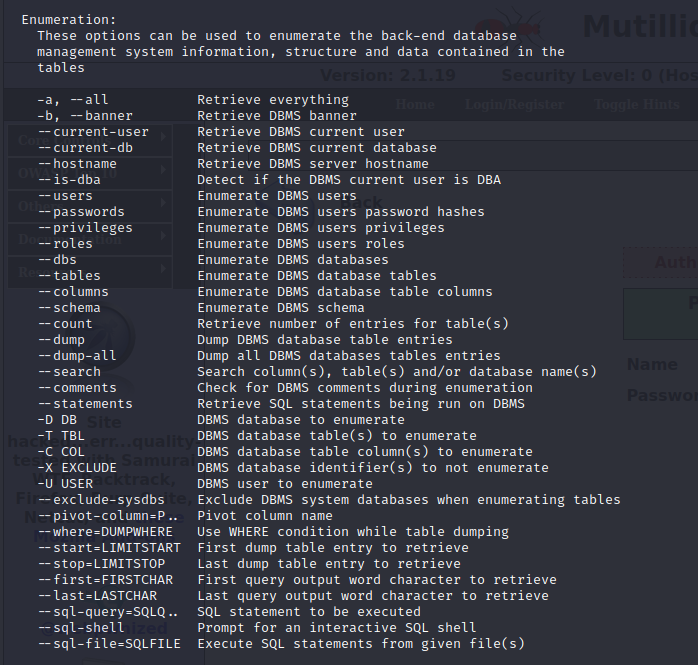 Enumeration:
These options can be used to enumerate the back-end database
management system information, structure and data contained in the
tables
-a, --all Retrieve everything
-b, --banner Retrieve DBMS banner
--current-user Retrieve DBMS current user
--current-db Retrieve DBMS current database
--hostname Retrieve DBMS server hostname
--is-dba Detect if the DBMS current user is DBA
--users Enumerate DBMS users
--passwords Enumerate DBMS users password hashes
--privileges Enumerate DBMS users privileges
--roles Enumerate DBMS users roles
--dbs Enumerate DBMS databases
--tables Enumerate DBMS database tables
--columns Enumerate DBMS database table columns
--schema Enumerate DBMS schema
--count Retrieve number of entries for table(s)
--dump Dump DBMS database table entries
--dump-all Dump all DBMS databases tables entries
--search Search column(s), table(s) and/or database name(s)
--comments Check for DBMS comments during enumeration
--statements Retrieve SQL statements being run on DBMS
-D DB DBMS database to enumerate
-T TBL DBMS database table(s) to enumerate
-C COL DBMS database table column(s) to enumerate
-X EXCLUDE DBMS database identifier(s) to not enumerate
-U USER DBMS user to enumerate
--exclude-sysdbs Exclude DBMS system databases when enumerating tables
--pivot-column=P.. Pivot column name
--where=DUMPWHERE Use WHERE condition while table dumping
--start=LIMITSTART First dump table entry to retrieve
--stop=LIMITSTOP Last dump table entry to retrieve
--first=FIRSTCHAR First query output word character to retrieve
--last=LASTCHAR Last query output word character to retrieve
--sql-query=SQLQ.. SQL statement to be executed
--sql-shell Prompt for an interactive SQL shell
--sql-file=SQLFILE Execute SQL statements from given file(s)
Version: 2.1.19 Security Level: 0 (Hos
Home Login/Register Toggle Hints
Name
Site